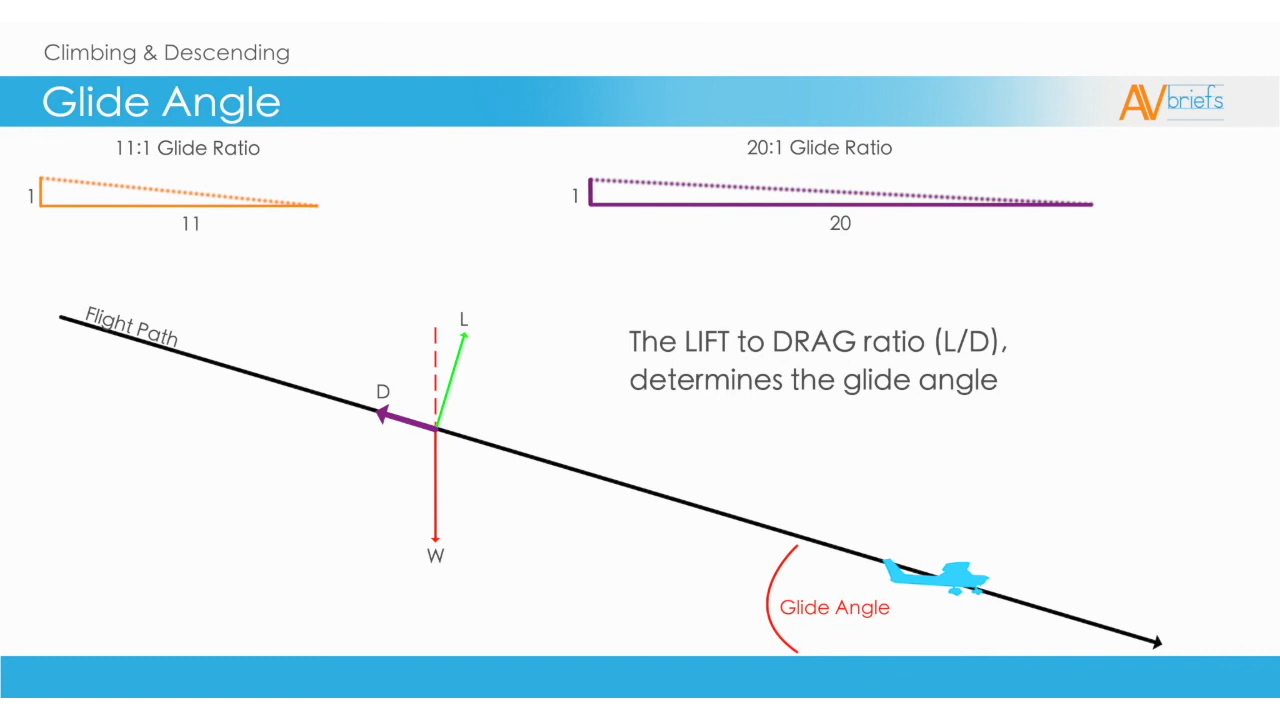 Climbing & Descending
Glide Angle
AV briefs
11:1 Glide Ratio
20:1 Glide Ratio
1
11
1
20
Flight Path
L
D
W
The LIFT to DRAG ratio (L/D),
determines the glide angle
Glide Angle